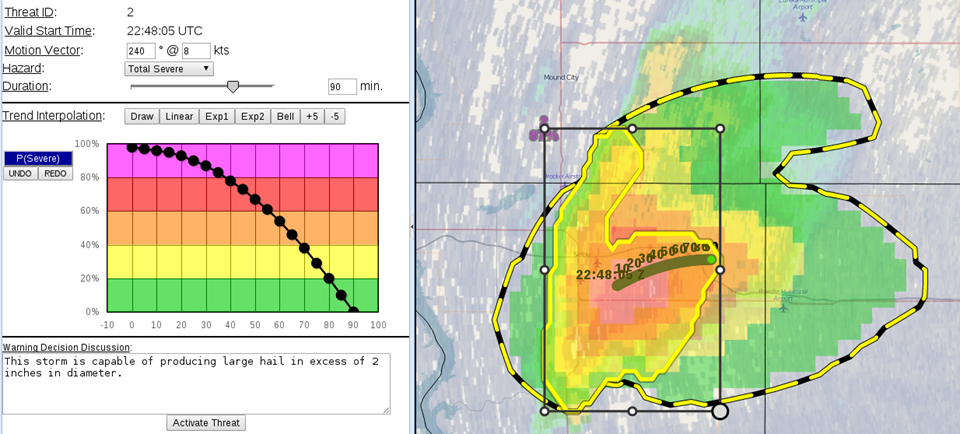 Threat ID: 2
Valid Start Time: 22:48:05 UTC
Motion Vector: 240 ° @ 8 kts
Hazard: Total Severe
Duration: 90 min.
Trend Interpolation: Draw Linear Exp1 Exp2 Bell +5 -5
P(Severe)
UNDO REDO
100%
80%
60%
40%
20%
0%
-10 0 10 20 30 40 50 60 70 80 90 100
Warning Decision Discussion:
This storm is capable of producing large hail in excess of 2
inches in diameter.
Activate Threat
Airport
Mound City
22:48:05 Z
10 20 30 40 50 60 70
Municipal
Airport